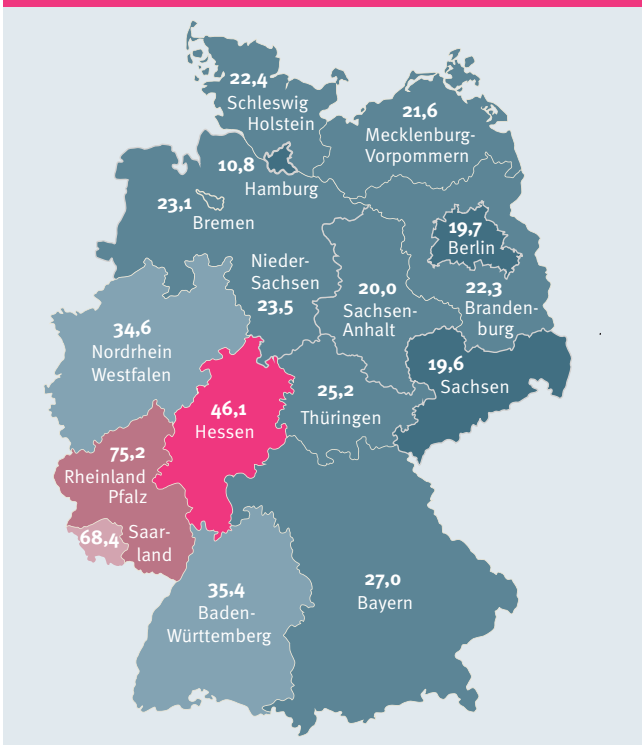 22,4
Schleswig
Holstein
21,6
Mecklenburg-
Vorpommern
10,8
Hamburg
23,1
Bremen
19,7
Berlin
Nieder-
Sachsen
23,5
20,0
Sachsen-
Anhalt
22,3
Branden-
burg
34,6
Nordrhein
Westfalen
19,6
Sachsen
25,2
Thüringen
46,1
Hessen
75,2
Rheinland
Pfalz
68,4
Saar-
land
35,4
Baden-
Württemberg
27,0
Bayern